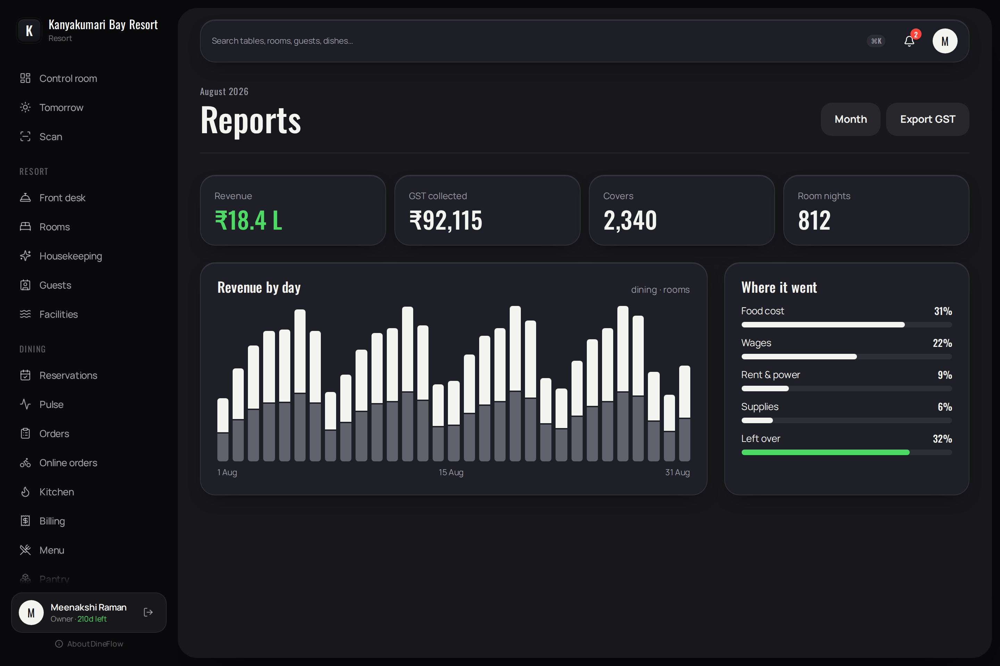 K
Kanyakumari Bay Resort
Resort
Control room
Tomorrow
Scan
RESORT
Front desk
Rooms
Housekeeping
Guests
Facilities
DINING
Reservations
Pulse
Orders
Online orders
Kitchen
Billing
Menu
Pantry
M
Meenakshi Raman
Owner · 210d left
About DineFlow
Search tables, rooms, guests, dishes...
⌘K
2
M
August 2026
Reports
Month
Export GST
Revenue
₹18.4 L
GST collected
₹92,115
Covers
2,340
Room nights
812
Revenue by day
dining · rooms
1 Aug
15 Aug
31 Aug
Where it went
Food cost 31%
Wages 22%
Rent & power 9%
Supplies 6%
Left over 32%